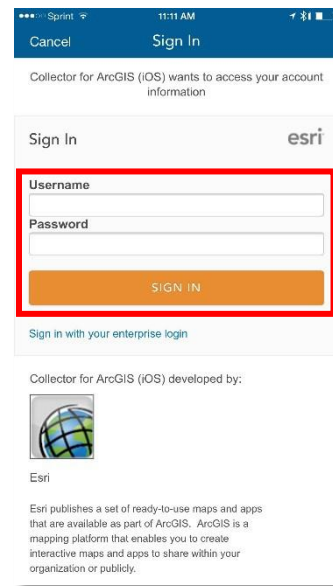 Sprint 11:11 AM
Cancel Sign In
Collector for ArcGIS (iOS) wants to access your account
information
Sign In esri
Username
Password
SIGN IN
Sign in with your enterprise login
Collector for ArcGIS (iOS) developed by:
Esri
Esri publishes a set of ready-to-use maps and apps
that are available as part of ArcGIS. ArcGIS is a
mapping platform that enables you to create
interactive maps and apps to share within your
organization or publicly.